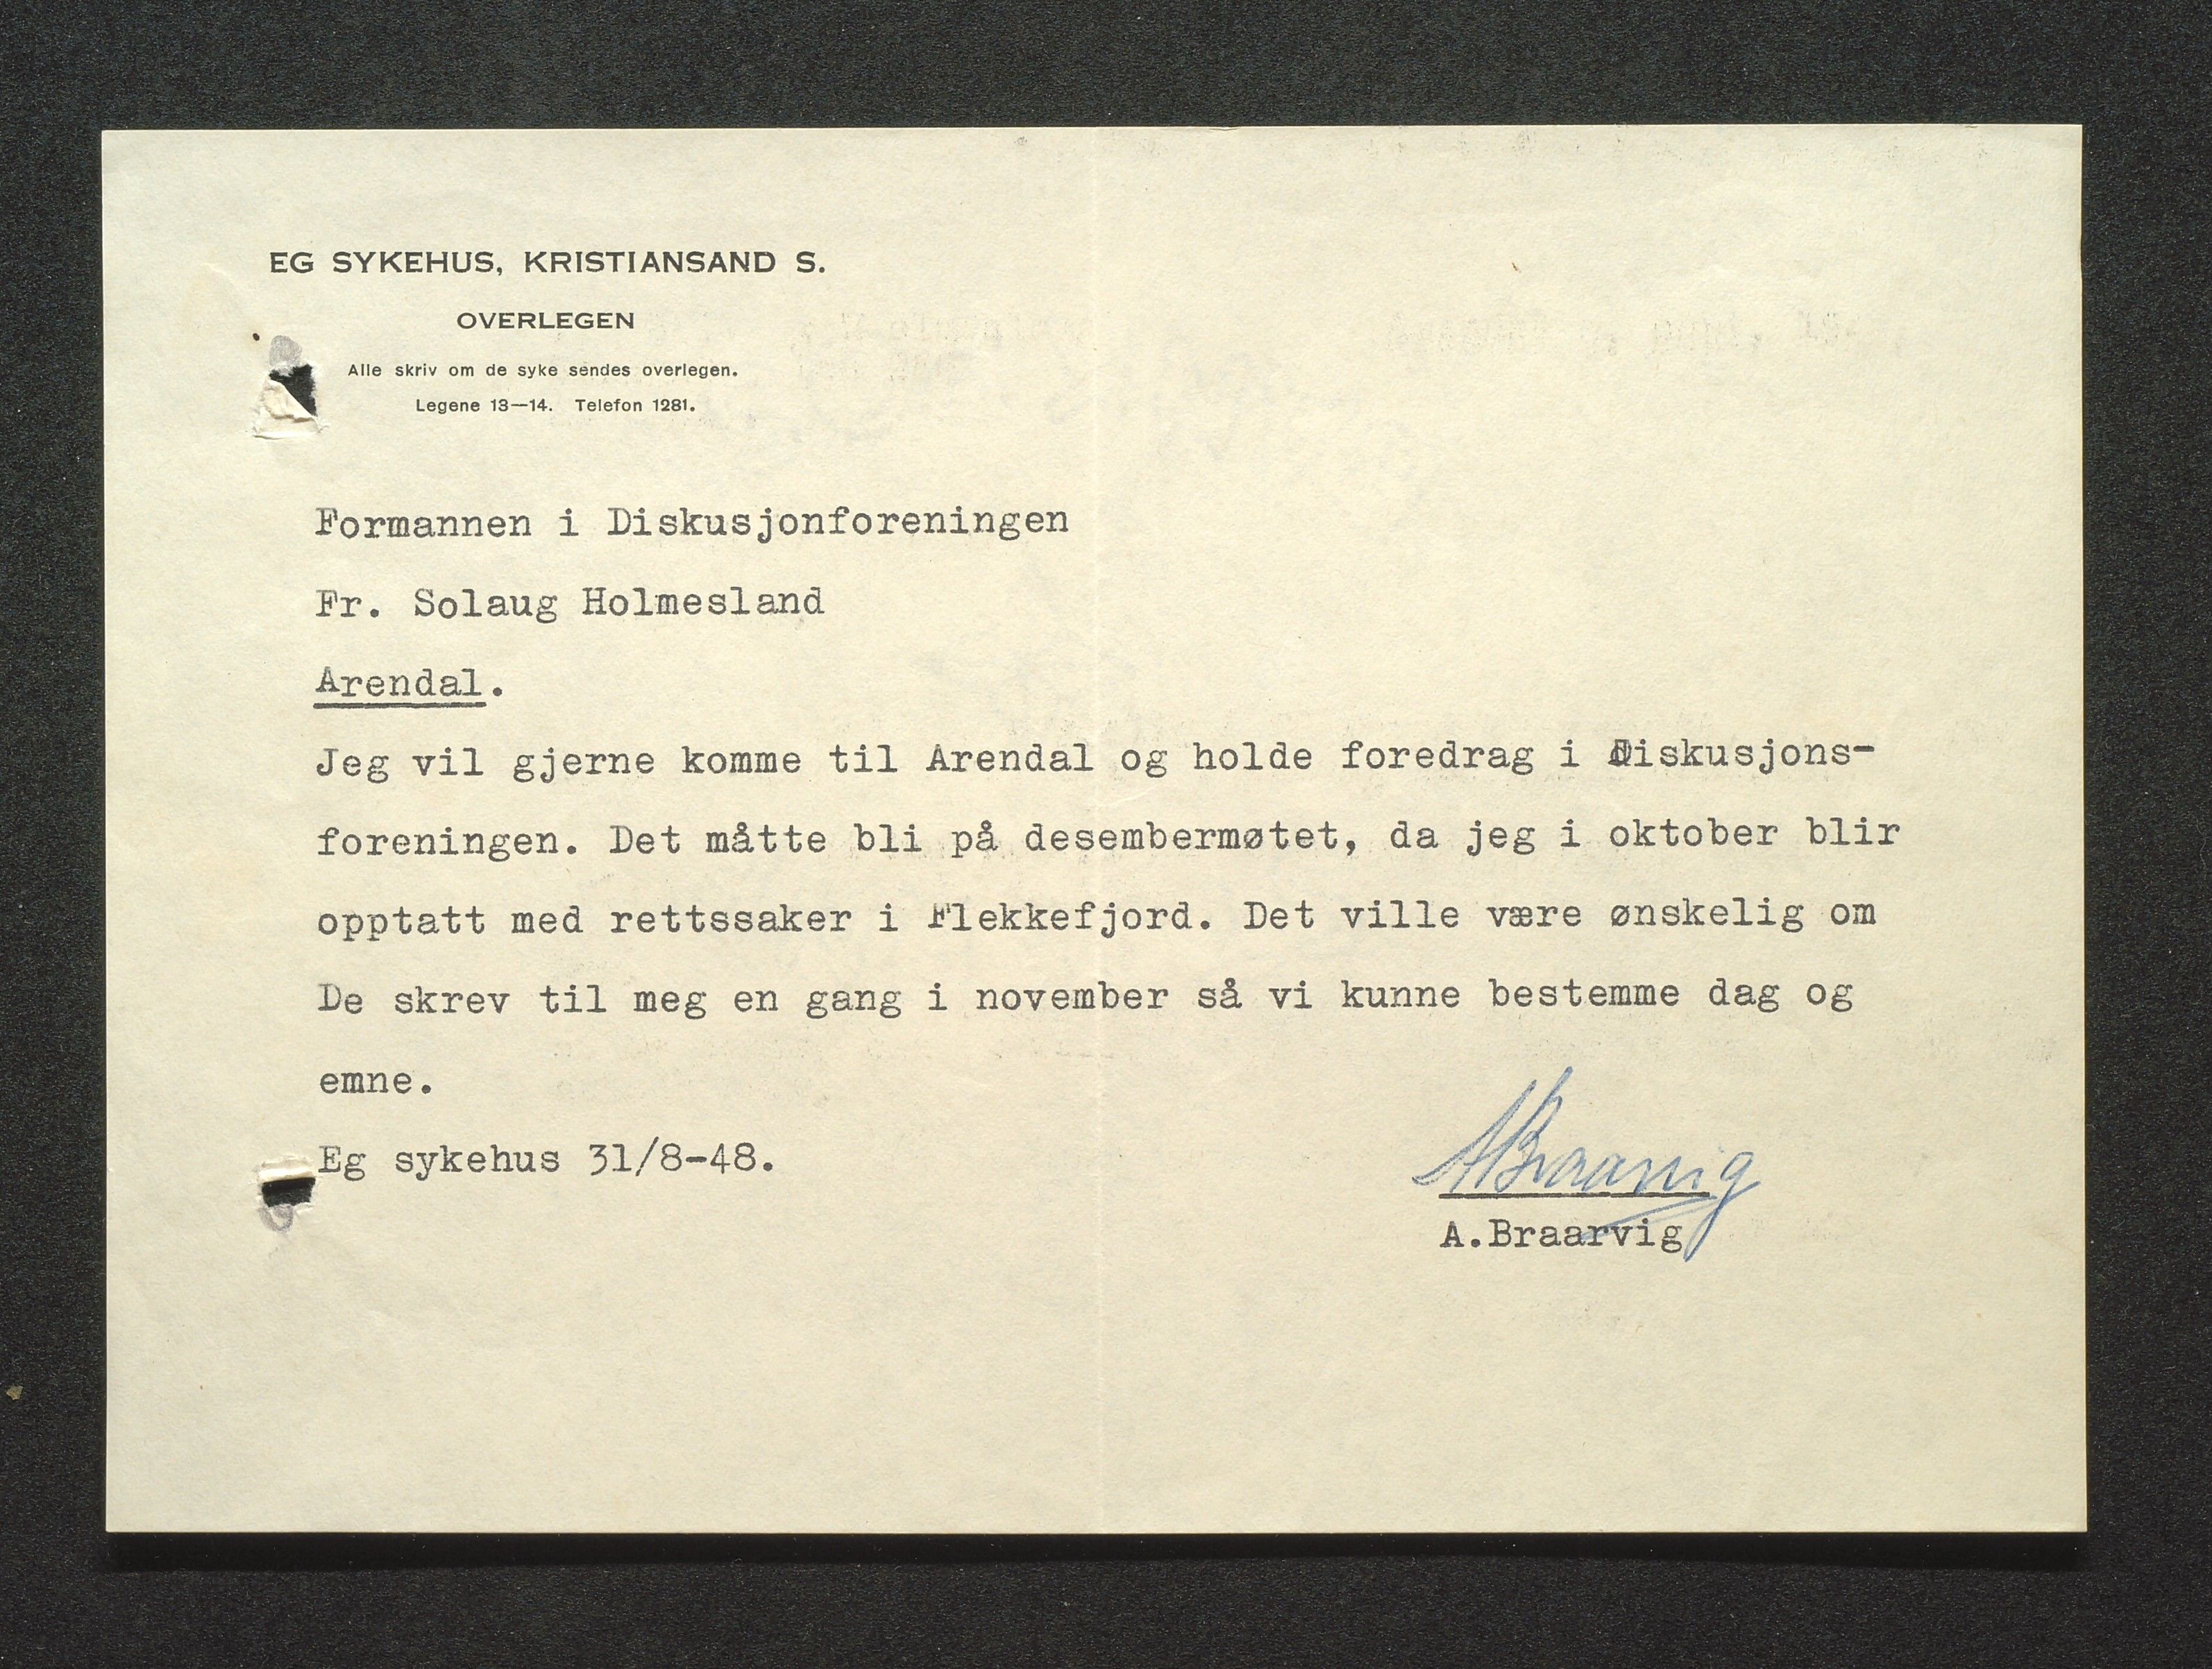 EG SYKEHUS, KRISTIANSAND S.
OVERLEGEN
Alle skriv om de syke sendes overlegen.
Legene 13—14. Telefon 1281.
Formannen i Diskusjonforeningen
Fr. Solaug Holmesland
Arendal.
Jeg vil gjerne komme til Arendal og holde foredrag i Diskusjons-
foreningen. Det måtte bli på desembermøtet, da jeg i oktober blir
opptatt med rettssaker i Flekkefjord. Det ville være ønskelig om
De skrev til meg en gang i november så vi kunne bestemme dag og
emne.
Eg sykehus 31/8-48.
ABraarvig
A.Braarvig